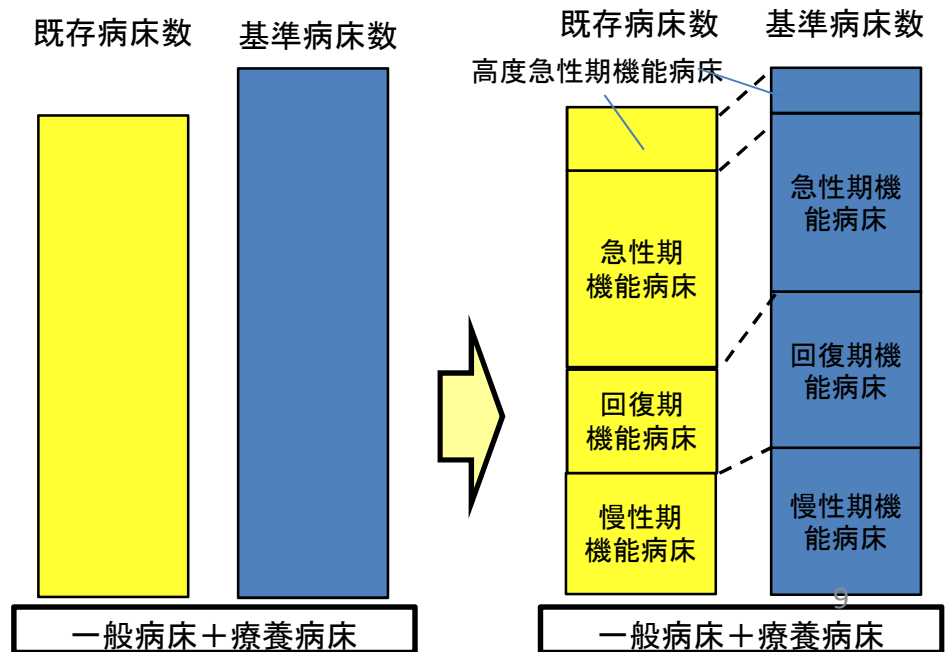 既存病床数
基準病床数
一般病床＋療養病床
既存病床数
基準病床数
高度急性期機能病床
急性期
機能病床
回復期
機能病床
慢性期
機能病床
急性期機
能病床
回復期機
能病床
慢性期機
能病床
9
一般病床＋療養病床